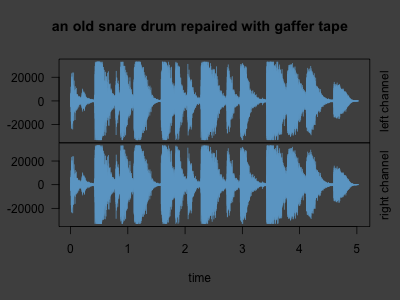 an old snare drum repaired with gaffer tape
20000
0
-20000
left channel
20000
0
-20000
right channel
0 1 2 3 4 5
time